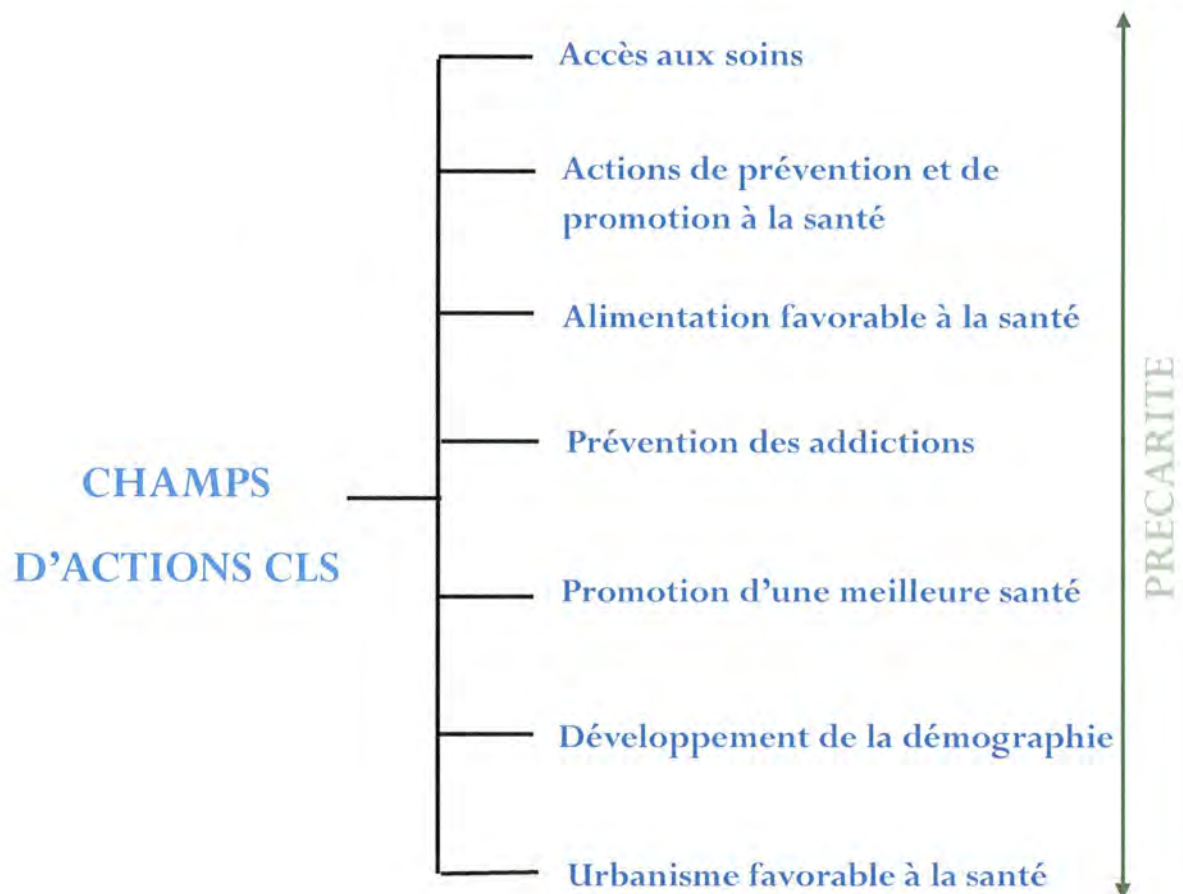 Accès aux soins
Actions de prévention et de
promotion à la santé
Alimentation favorable à la santé
Prévention des addictions
CHAMPS
D'ACTIONS CLS
Promotion d'une meilleure santé
Développement de la démographie
Urbanisme favorable à la santé
PRECARITE